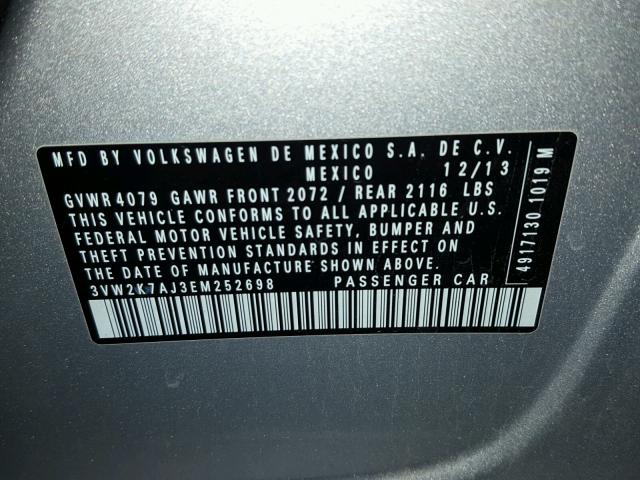 MFD BY VOLKSWAGEN DE MEXICO S.A. DE C.V.
MEXICO 12/13
GVWR 4079 GAWR FRONT 2072 / REAR 2116 LBS
THIS VEHICLE CONFORMS TO ALL APPLICABLE U.S.
FEDERAL MOTOR VEHICLE SAFETY, BUMPER AND
THEFT PREVENTION STANDARDS IN EFFECT ON
THE DATE OF MANUFACTURE SHOWN ABOVE.
3VW2K7AJ3EM252698 PASSENGER CAR
4917130 1019 M